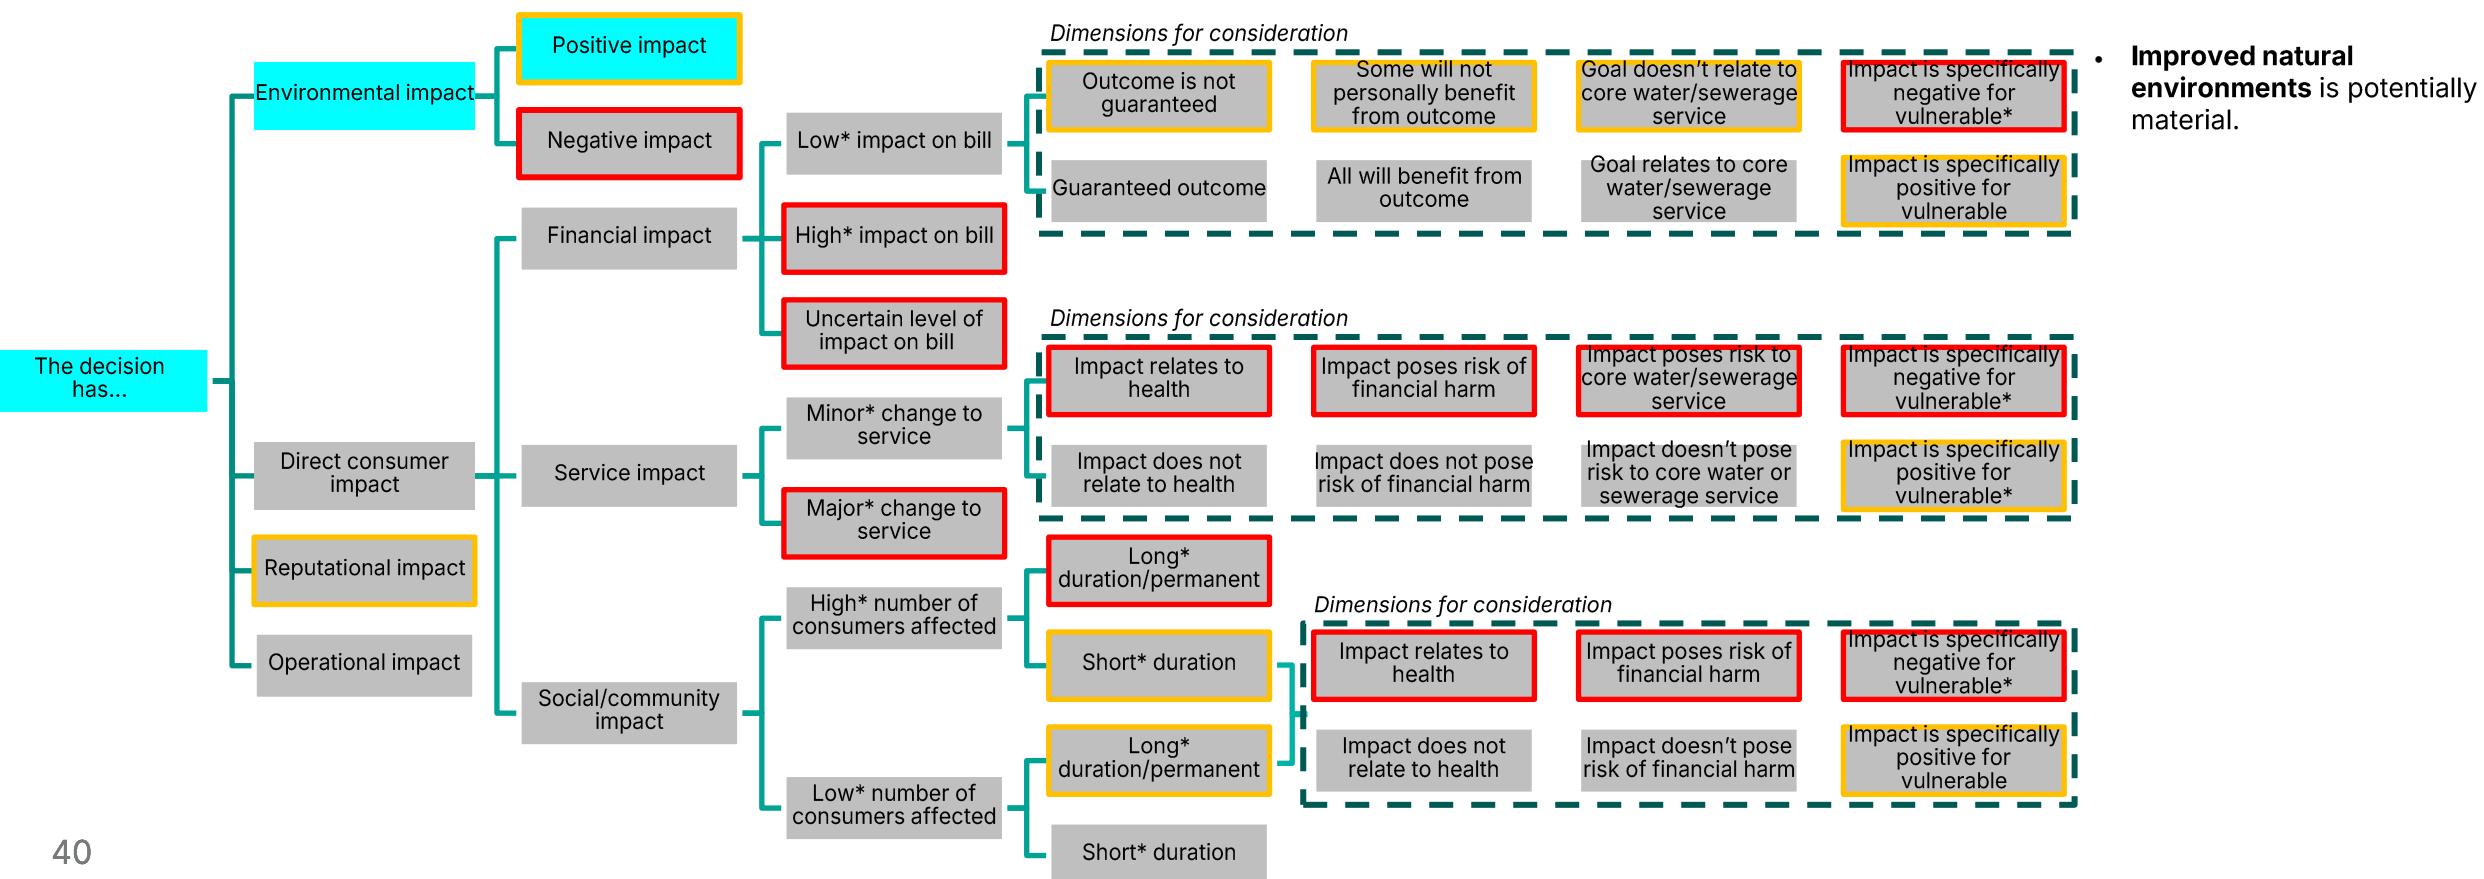 The decision
has...
Environmental impact
Direct consumer
impact
Reputational impact
Operational impact
Positive impact
Negative impact
Financial impact
Service impact
Social/community
impact
Low* impact on bill
High* impact on bill
Uncertain level of
impact on bill
Minor* change to
service
Major* change to
service
High* number of
consumers affected
Low* number of
consumers affected
Dimensions for consideration
Outcome is not
guaranteed
Some will not
personally benefit
from outcome
Goal doesn’t relate to
core water/sewerage
service
Impact is specifically
negative for
vulnerable*
Guaranteed outcome
All will benefit from
outcome
Goal relates to core
water/sewerage
service
Impact is specifically
positive for
vulnerable
Dimensions for consideration
Impact relates to
health
Impact poses risk of
financial harm
Impact poses risk to
core water/sewerage
service
Impact is specifically
negative for
vulnerable*
Impact does not
relate to health
Impact does not pose
risk of financial harm
Impact doesn’t pose
risk to core water or
sewerage service
Impact is specifically
positive for
vulnerable*
Long*
duration/permanent
Short* duration
Long*
duration/permanent
Short* duration
Dimensions for consideration
Impact relates to
health
Impact poses risk of
financial harm
Impact is specifically
negative for
vulnerable*
Impact does not
relate to health
Impact doesn’t pose
risk of financial harm
Impact is specifically
positive for
vulnerable
• Improved natural
environments is potentially
material.
40